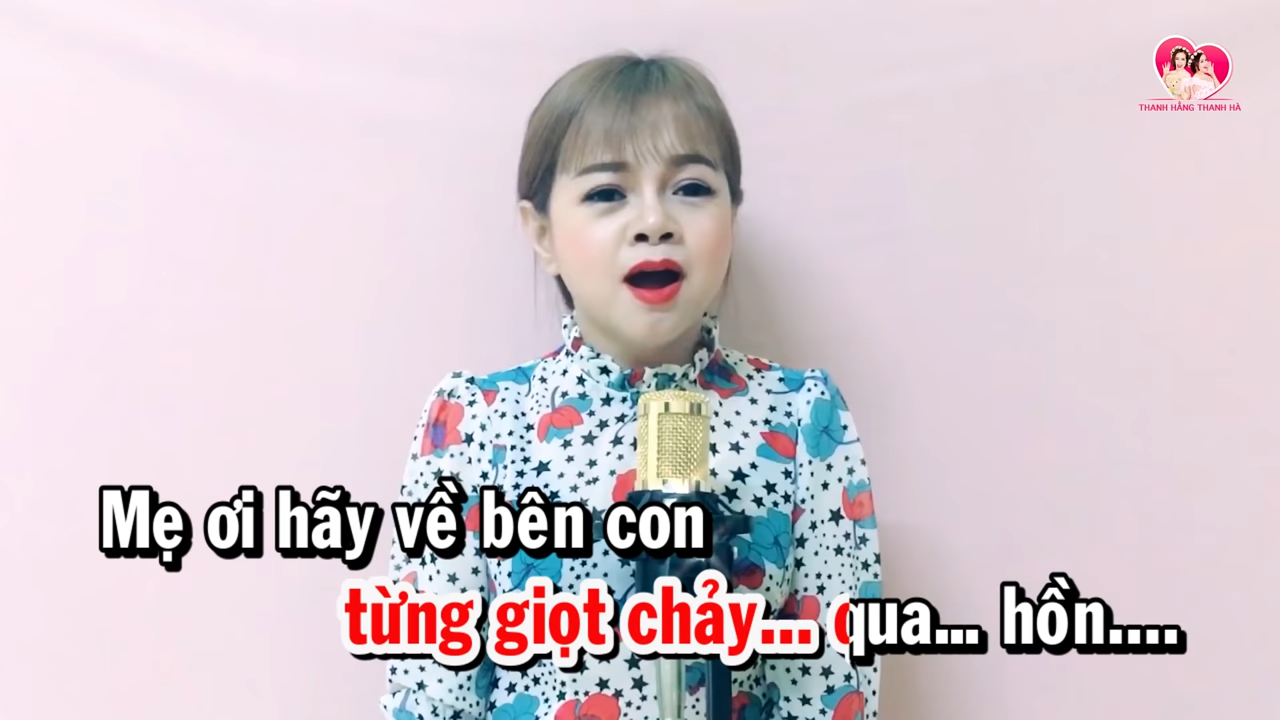 THANH HẰNG THANH HÀ
Mẹ ơi hãy về bên con
từng giọt chảy... qua... hồn....